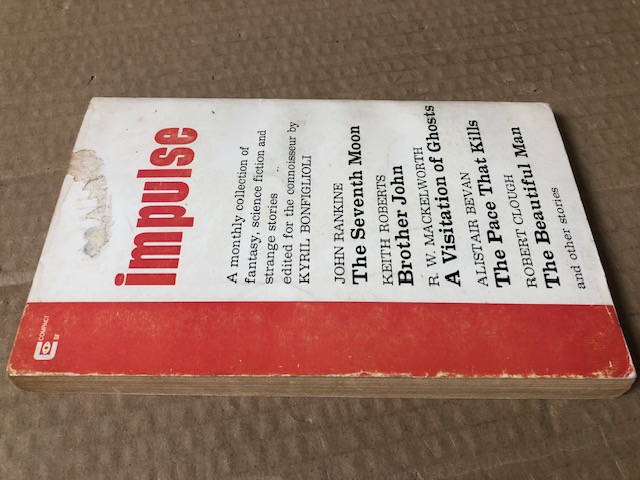 impulse
A monthly collection of
fantasy, science fiction and
strange stories
edited for the connoisseur by
KYRIL BONFIGLIOLI
JOHN RANKINE
The Seventh Moon
KEITH ROBERTS
Brother John
R. W. MACKELWORTH
A Visitation of Ghosts
ALISTAIR BEVAN
The Pace That Kills
ROBERT CLOUGH
The Beautiful Man
and other stories
COMPACT
SF